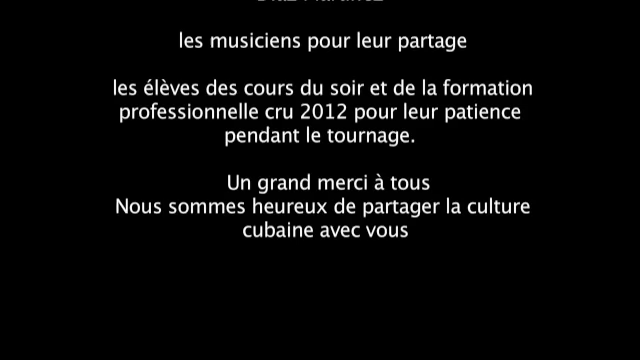 les musiciens pour leur partage
les élèves des cours du soir et de la formation
professionnelle cru 2012 pour leur patience
pendant le tournage.
Un grand merci à tous
Nous sommes heureux de partager la culture
cubaine avec vous